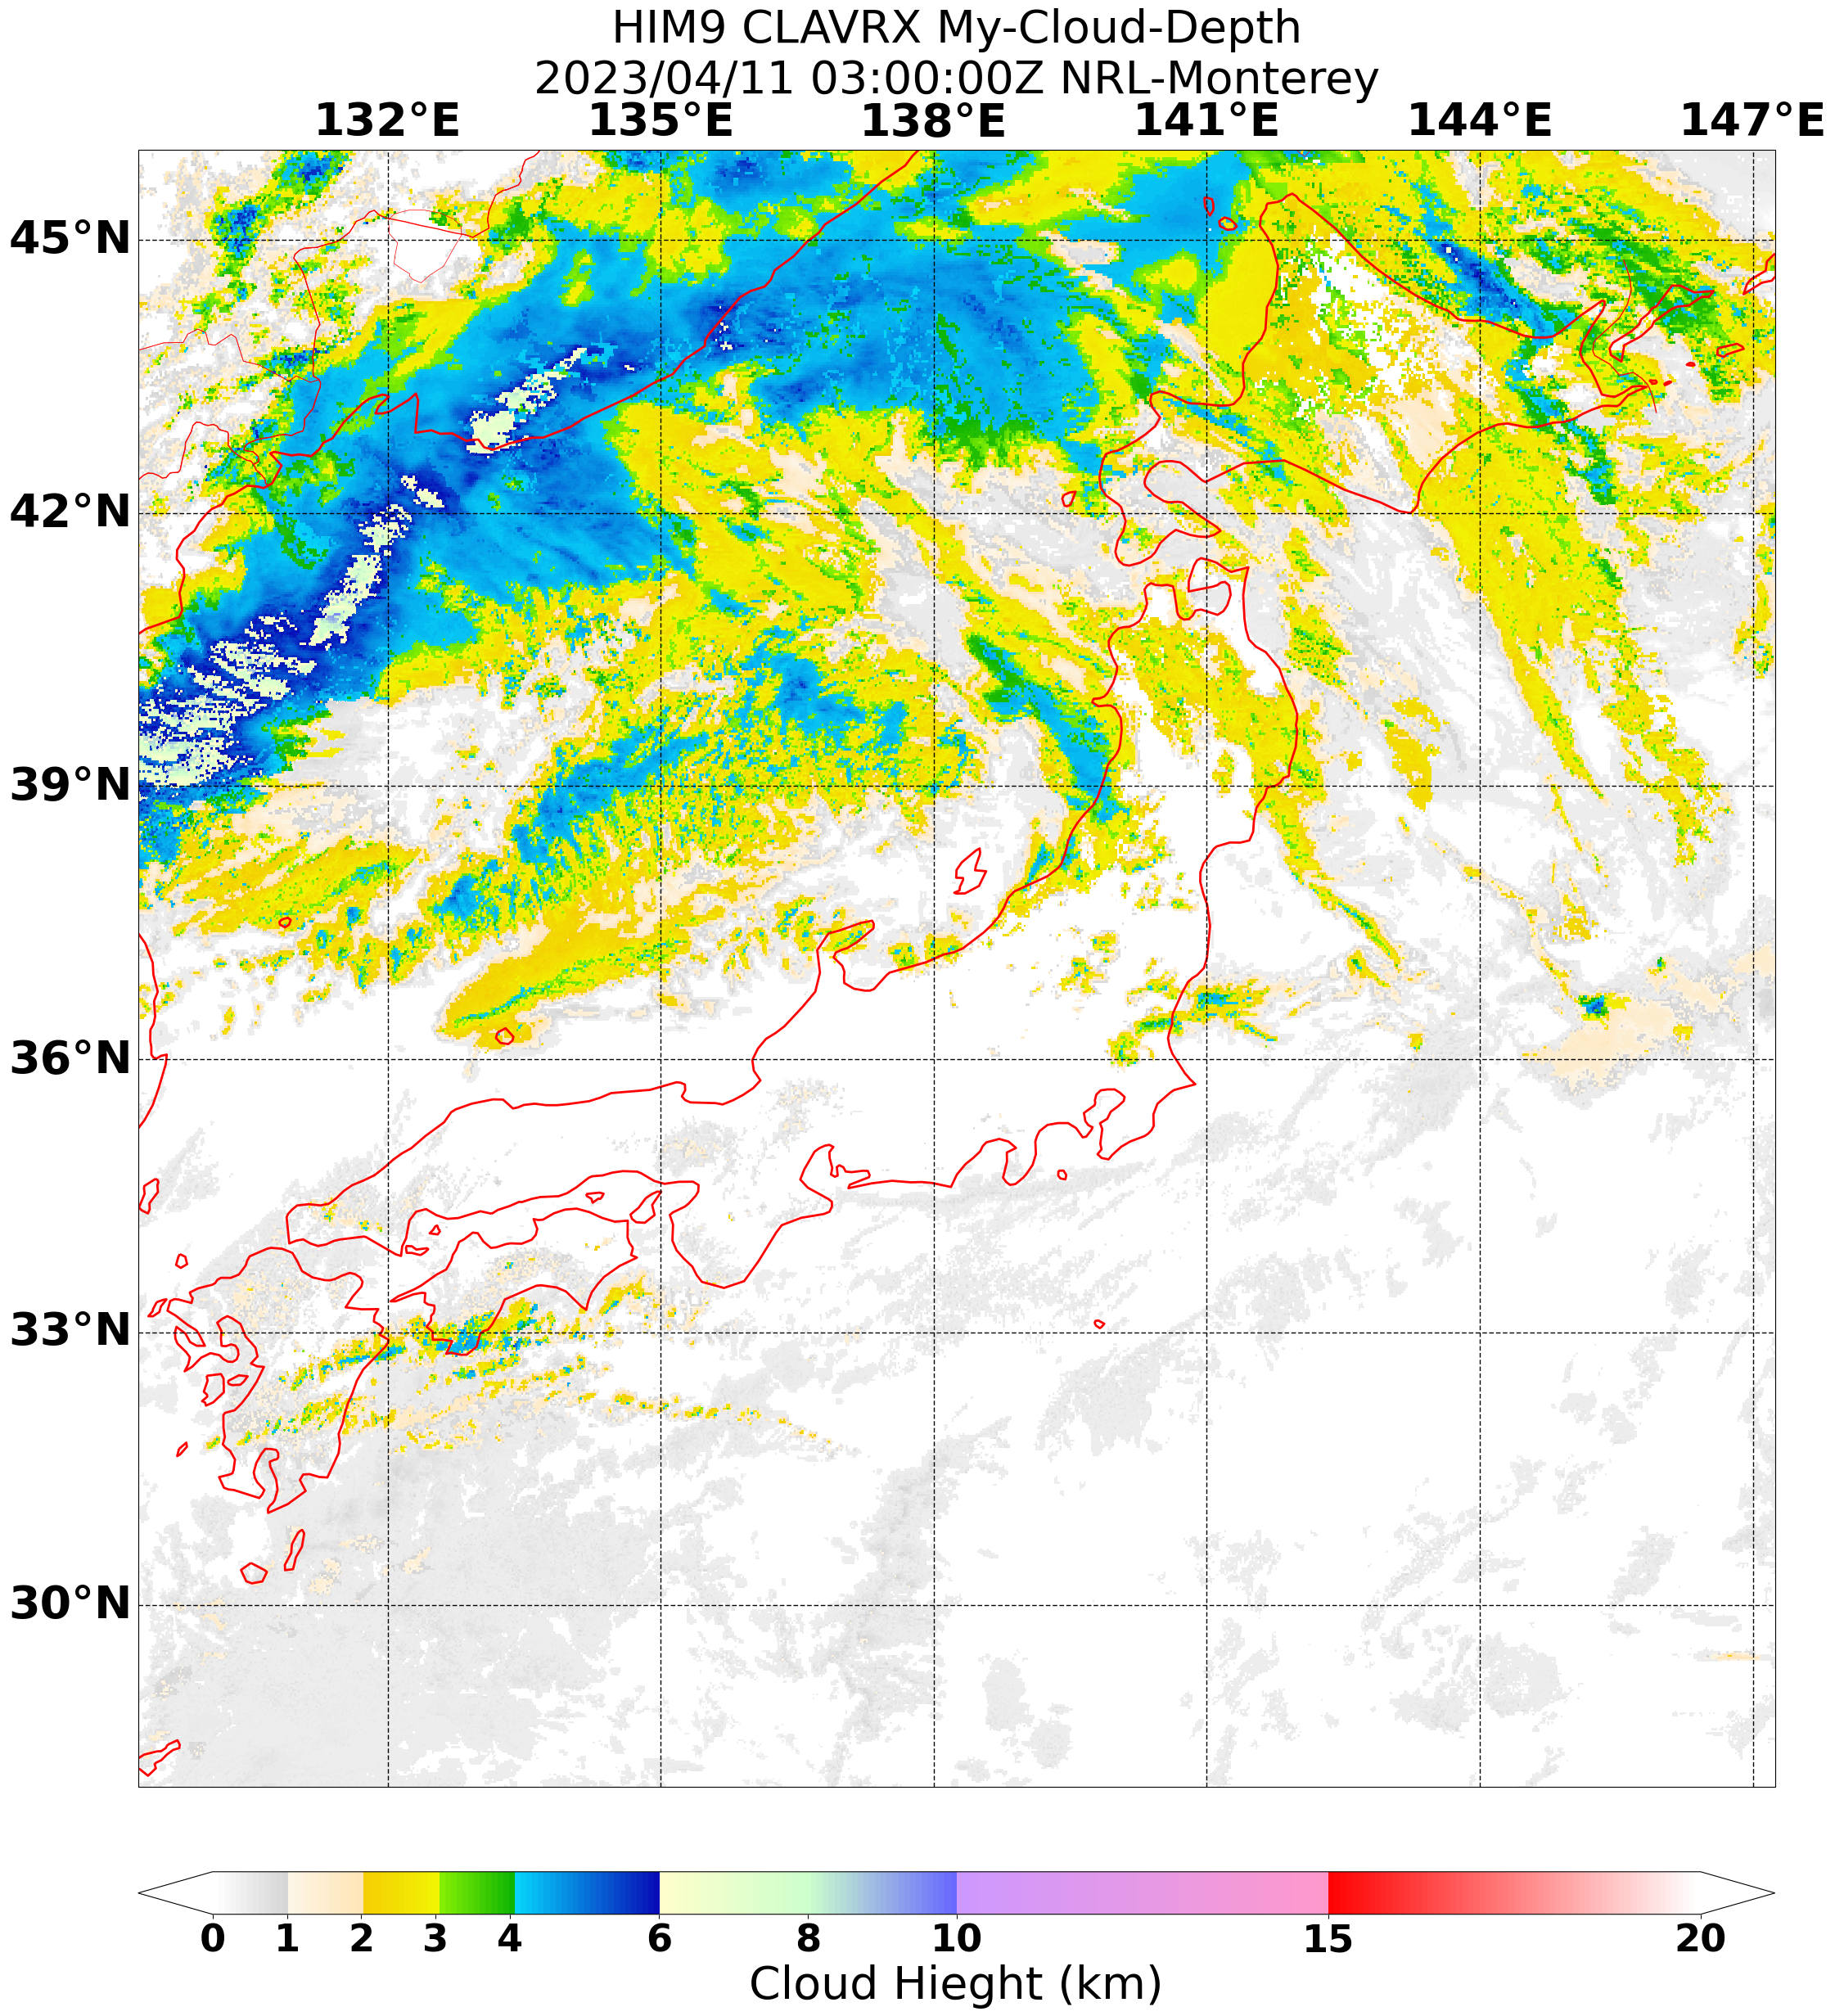 HIM9 CLAVRX My-Cloud-Depth
2023/04/11 03:00:00Z NRL-Monterey
132°E 135°E 138°E 141°E 144°E 147°E
45°N
42°N
39°N
36°N
33°N
30°N
0 1 2 3 4 6 8 10 15 20
Cloud Hieght (km)